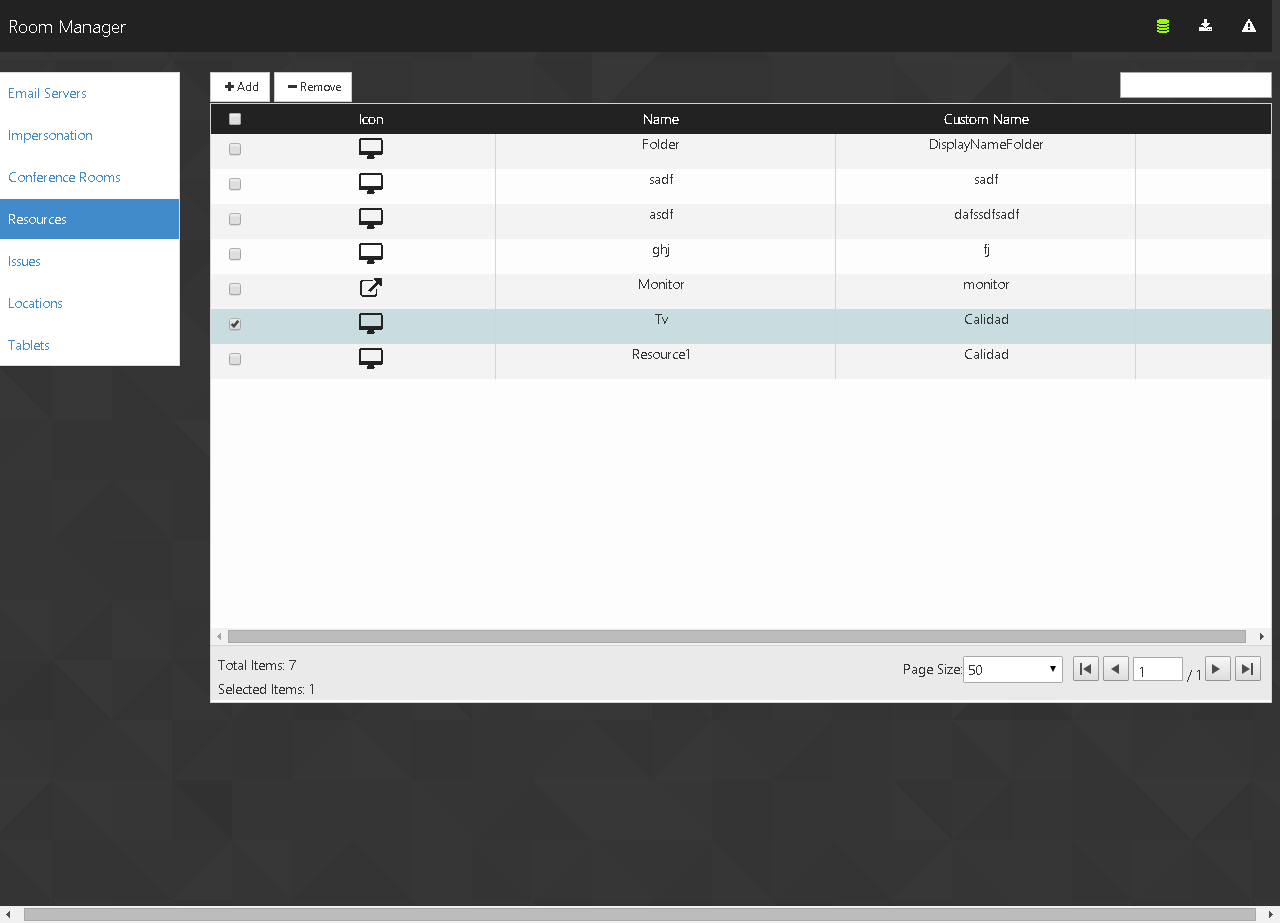 Room Manager
Email Servers
Impersonation
Conference Rooms
Resources
Issues
Locations
Tablets
Add
Remove
Icon Name Custom Name
Folder DisplayNameFolder
sadf sadf
asdf dafssdfsadf
ghj fj
Monitor monitor
Tv Calidad
Resource1 Calidad
Total Items: 7
Selected Items: 1
Page Size: 50
1 / 1